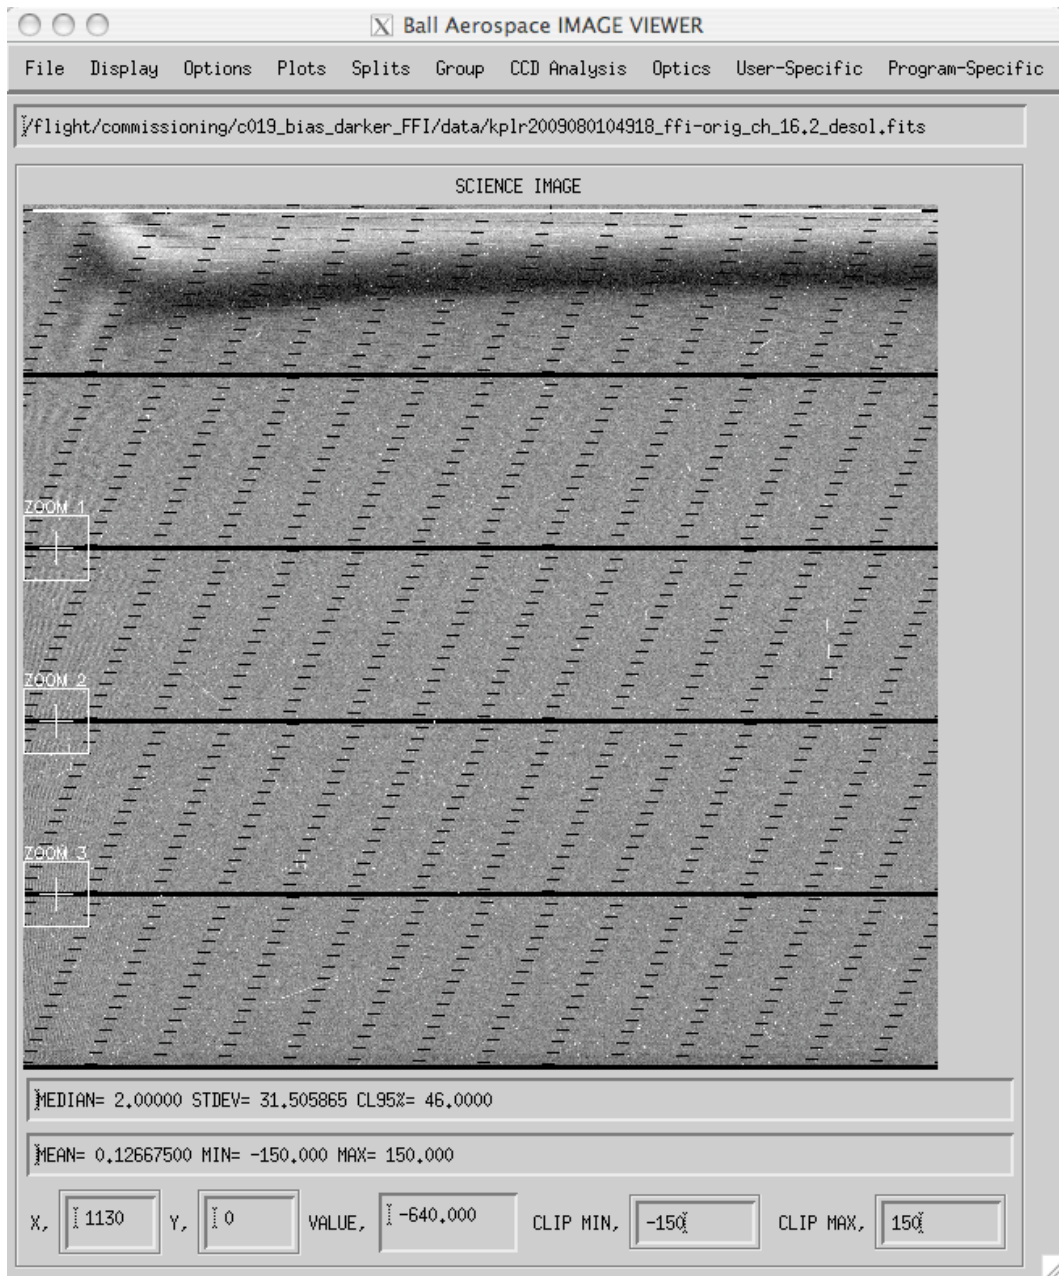 X Ball Aerospace IMAGE VIEWER
File Display Options Plots Splits Group CCD Analysis Optics User-Specific Program-Specific
/flight/commissioning/c019_bias_darker_FFI/data/kplr2009080104918_ffi-orig_ch_16.2_desol.fits
SCIENCE IMAGE
ZOOM 1
ZOOM 2
ZOOM 3
MEDIAN= 2.00000 STDEV= 31.505865 CL95%= 46.0000
MEAN= 0.12667500 MIN= -150.000 MAX= 150.000
X, 1130 Y, 0 VALUE, -640.000 CLIP MIN, -150 CLIP MAX, 150